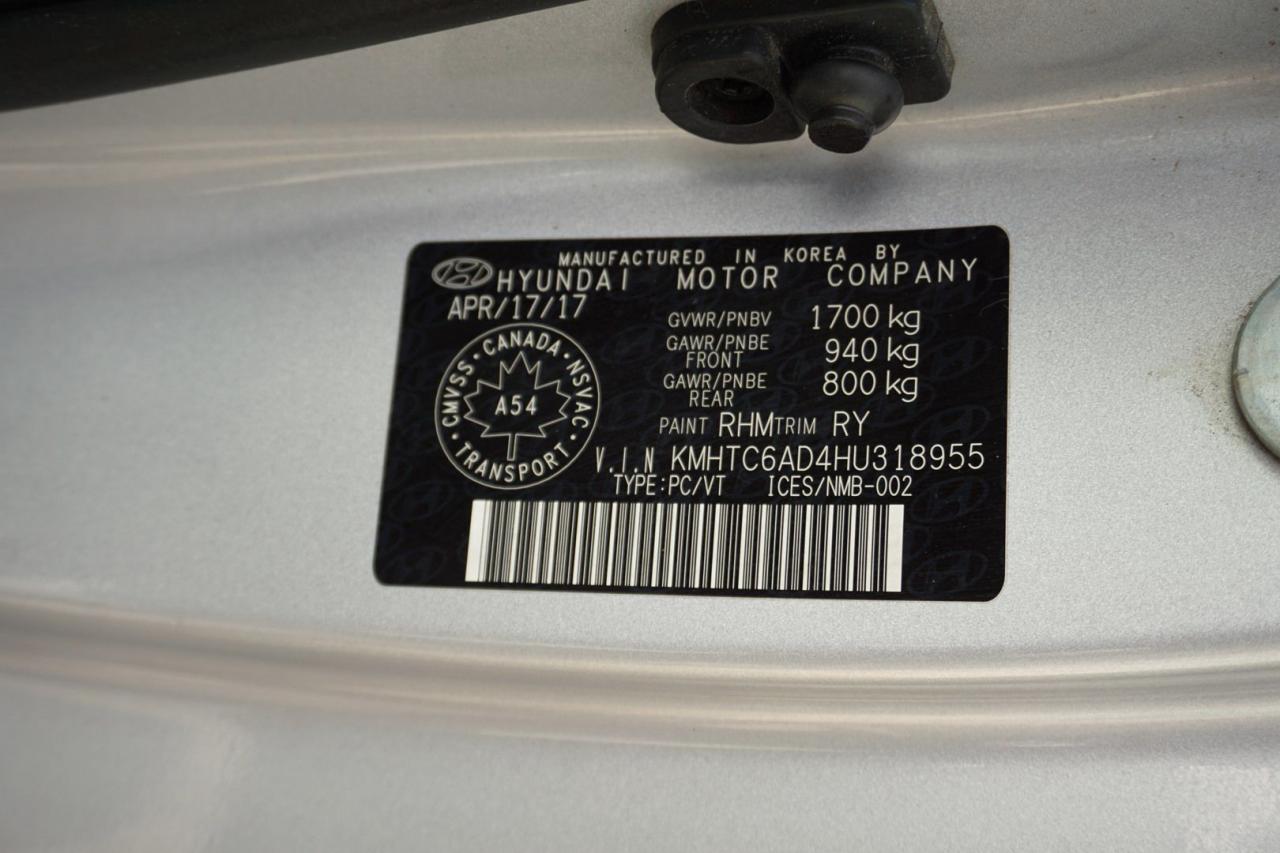 MANUFACTURED IN KOREA BY
HYUNDAI MOTOR COMPANY
APR/17/17
GVWR/PNBV 1700 kg
GAWR/PNBE FRONT 940 kg
GAWR/PNBE REAR 800 kg
CMVSS · CANADA · NSVAC · TRANSPORT ·
A54
PAINT RHM TRIM RY
V.I.N KMHTC6AD4HU318955
TYPE:PC/VT ICES/NMB-002